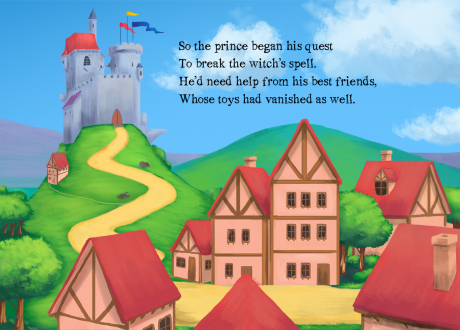 So the prince began his quest
To break the witch's spell.
He'd need help from his best friends,
Whose toys had vanished as well.